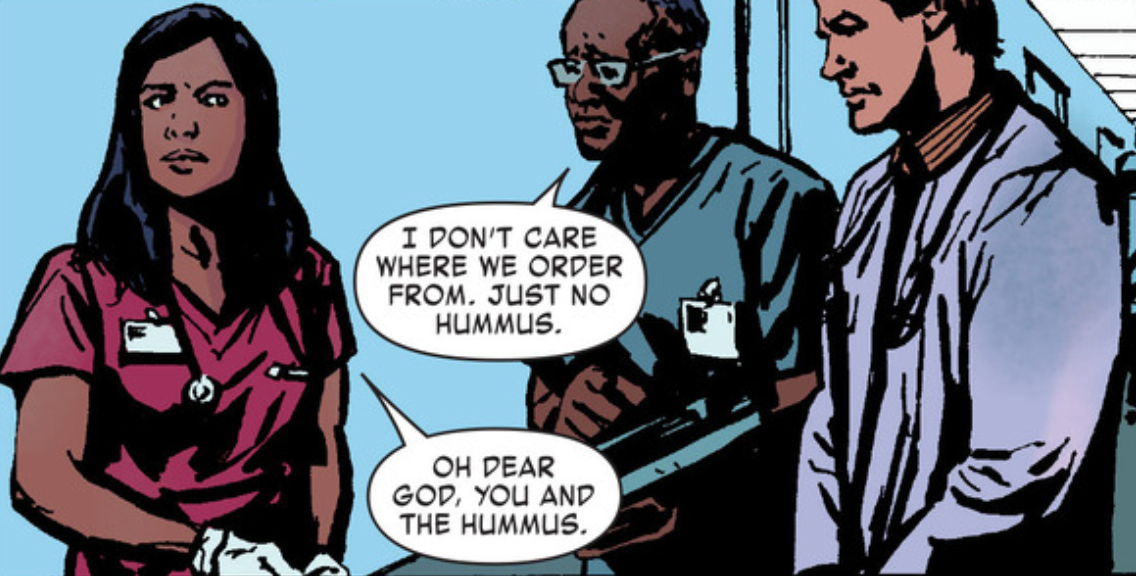 I DON'T CARE
WHERE WE ORDER
FROM. JUST NO
HUMMUS.
OH DEAR
GOD, YOU AND
THE HUMMUS.